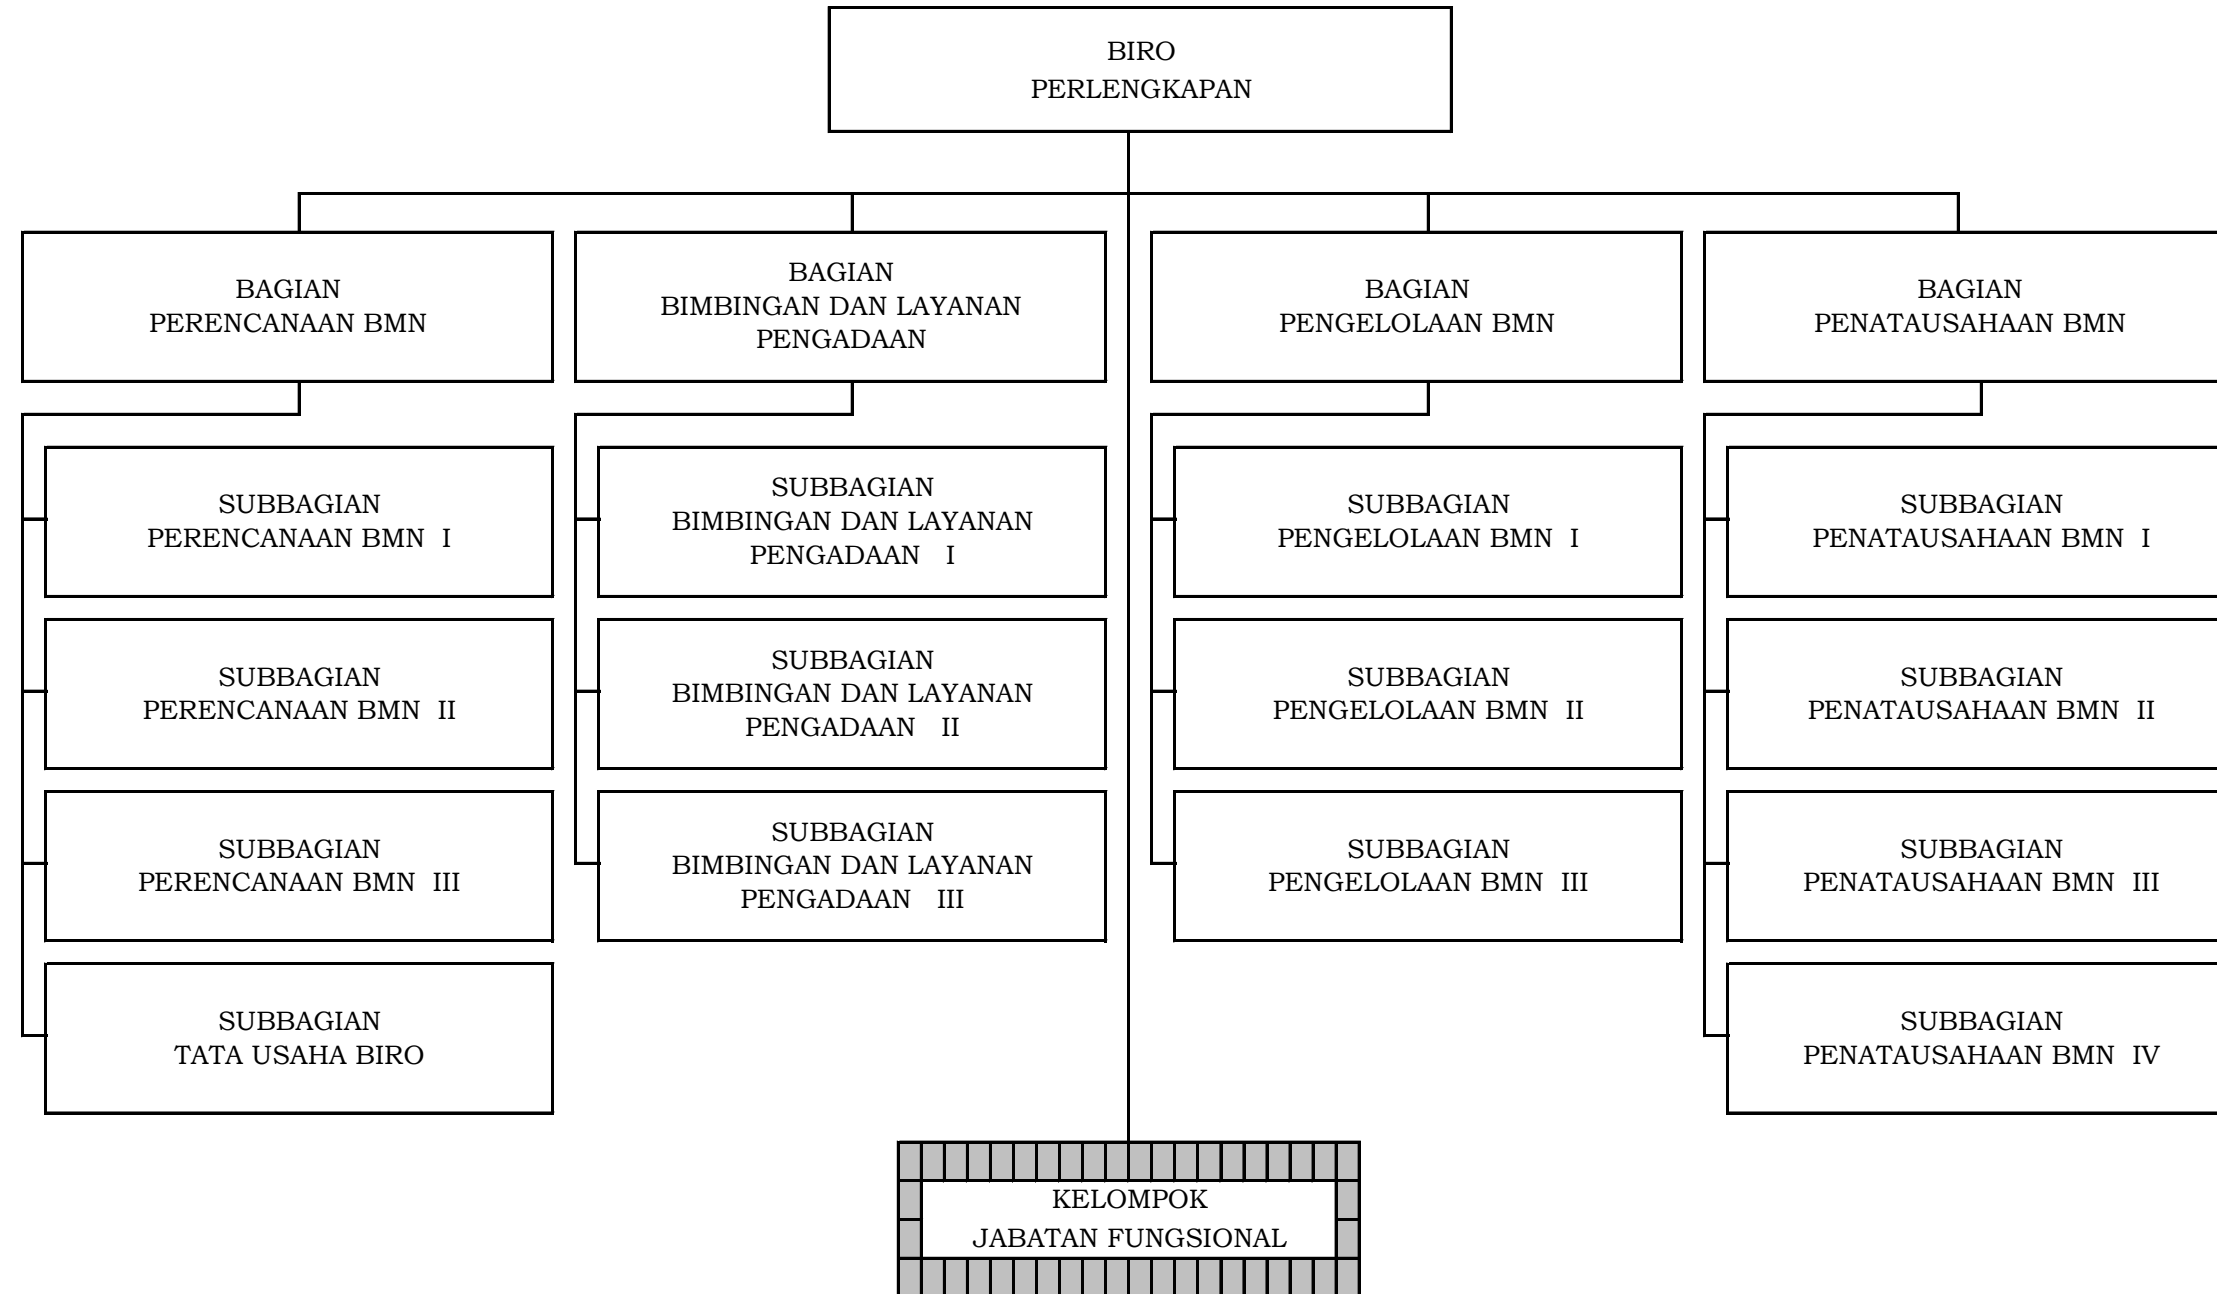 BIRO
PERLENGKAPAN
BAGIAN
PERENCANAAN BMN
BAGIAN
BIMBINGAN DAN LAYANAN
PENGADAAN
BAGIAN
PENGELOLAAN BMN
BAGIAN
PENATAUSAHAAN BMN
SUBBAGIAN
PERENCANAAN BMN I
SUBBAGIAN
BIMBINGAN DAN LAYANAN
PENGADAAN I
SUBBAGIAN
PENGELOLAAN BMN I
SUBBAGIAN
PENATAUSAHAAN BMN I
SUBBAGIAN
PERENCANAAN BMN II
SUBBAGIAN
BIMBINGAN DAN LAYANAN
PENGADAAN II
SUBBAGIAN
PENGELOLAAN BMN II
SUBBAGIAN
PENATAUSAHAAN BMN II
SUBBAGIAN
PERENCANAAN BMN III
SUBBAGIAN
BIMBINGAN DAN LAYANAN
PENGADAAN III
SUBBAGIAN
PENGELOLAAN BMN III
SUBBAGIAN
PENATAUSAHAAN BMN III
SUBBAGIAN
TATA USAHA BIRO
SUBBAGIAN
PENATAUSAHAAN BMN IV
KELOMPOK
JABATAN FUNGSIONAL